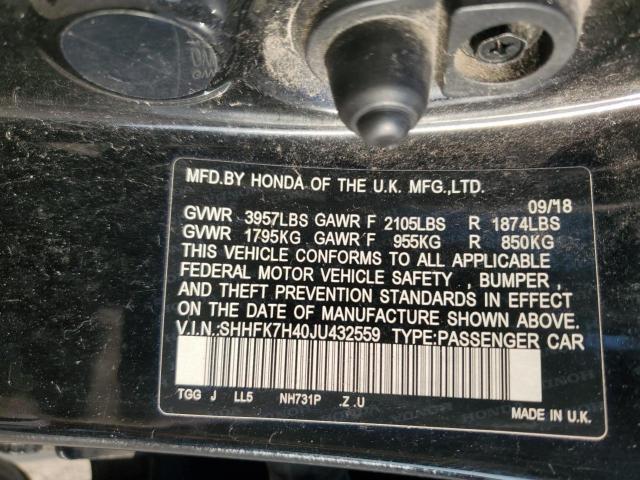 MFD.BY HONDA OF THE U.K. MFG.,LTD.
09/18
GVWR 3957LBS GAWR F 2105LBS R 1874LBS
GVWR 1795KG GAWR F 955KG R 850KG
THIS VEHICLE CONFORMS TO ALL APPLICABLE
FEDERAL MOTOR VEHICLE SAFETY , BUMPER ,
AND THEFT PREVENTION STANDARDS IN EFFECT
ON THE DATE OF MANUFACTURE SHOWN ABOVE.
V.I.N.:SHHFK7H40JU432559 TYPE:PASSENGER CAR
TGG J LL5 NH731P .Z .U
MADE IN U.K.